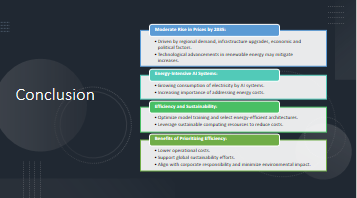 Conclusion
Moderate Rise in Prices by 2030:
• Driven by regional demand, infrastructure upgrades, economic and
political factors.
• Technological advancements in renewable energy may mitigate
increases.
Energy-Intensive AI Systems:
• Growing consumption of electricity by AI systems.
• Increasing importance of addressing energy costs.
Efficiency and Sustainability:
• Optimize model training and select energy-efficient architectures.
• Leverage sustainable computing resources to reduce costs.
Benefits of Prioritizing Efficiency:
• Lower operational costs.
• Support global sustainability efforts.
• Align with corporate responsibility and minimize environmental impact.